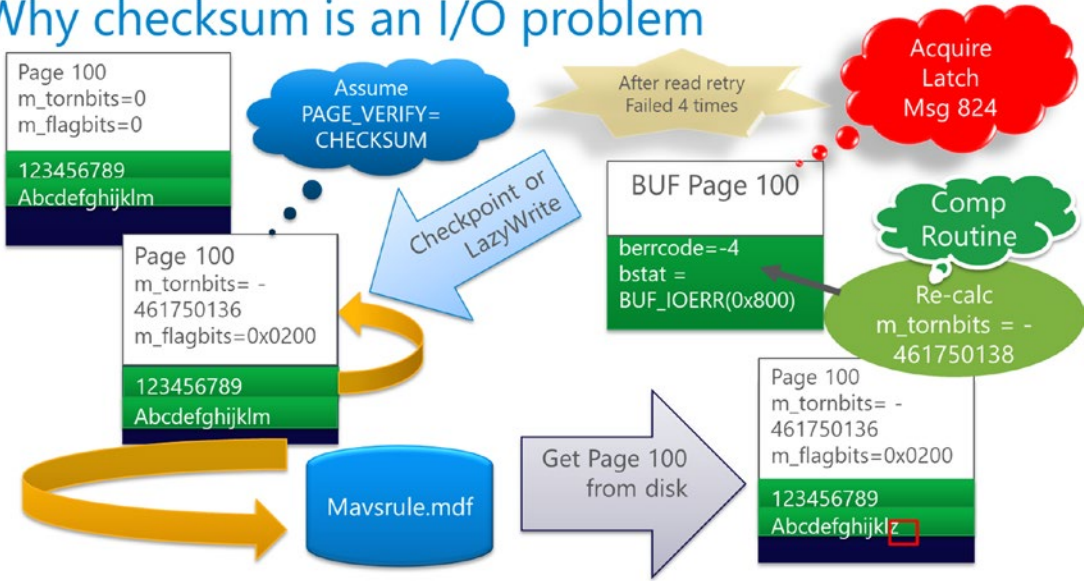 Why checksum is an I/O problem
Page 100
m_tornbits=0
m_flagbits=0
123456789
Abcdefghijklm
Assume
PAGE_VERIFY=
CHECKSUM
After read retry
Failed 4 times
Acquire
Latch
Msg 824
Checkpoint or
LazyWrite
BUF Page 100
berrcode=-4
bstat =
BUF_IOERR(0x800)
Comp
Routine
Re-calc
m_tornbits = -
461750138
Page 100
m_tornbits= -
461750136
m_flagbits=0x0200
123456789
Abcdefghijklm
Mavsrule.mdf
Get Page 100
from disk
Page 100
m_tornbits= -
461750136
m_flagbits=0x0200
123456789
Abcdefghijklz